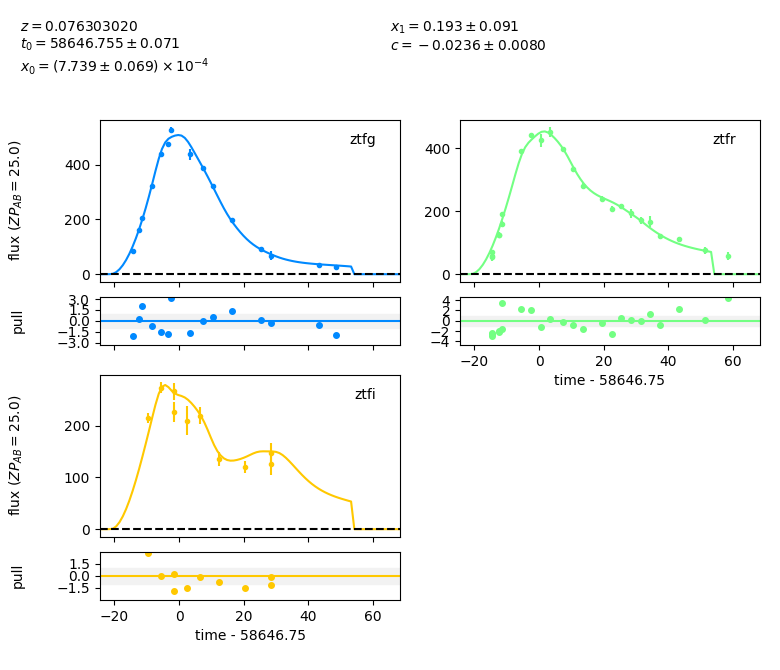 z = 0.076303020
t₀ = 58646.755 ± 0.071
x₀ = (7.739 ± 0.069) × 10⁻⁴
x₁ = 0.193 ± 0.091
c = −0.0236 ± 0.0080
flux (ZP_AB = 25.0)
400
200
0
ztfg
400
200
0
ztfr
pull
3.0
1.5
0.0
−1.5
−3.0
4
2
0
−2
−4
−20 0 20 40 60
time - 58646.75
flux (ZP_AB = 25.0)
200
100
0
ztfi
pull
1.5
0.0
−1.5
−20 0 20 40 60
time - 58646.75